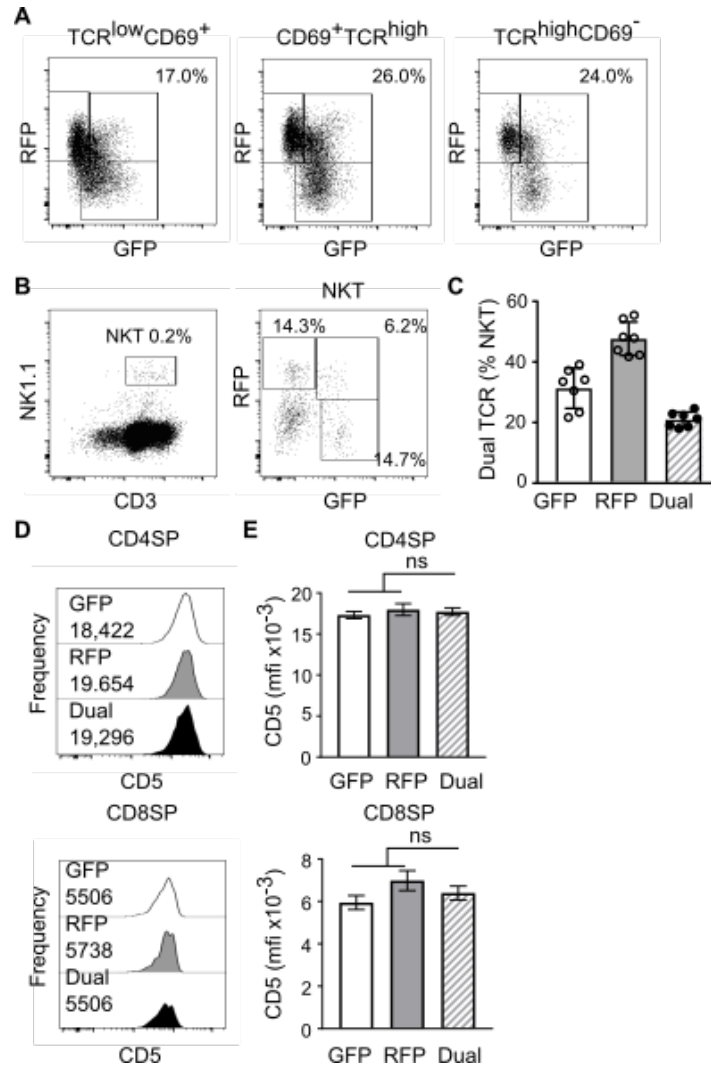 A
TCRlowCD69+
CD69+TCRhigh
TCRhighCD69-
17.0%
26.0%
24.0%
RFP
RFP
RFP
GFP
GFP
GFP
B
NKT
C
NKT 0.2%
14.3%
6.2%
14.7%
NK1.1
RFP
CD3
GFP
Dual TCR (% NKT)
60
40
20
0
GFP RFP Dual
D
CD4SP
GFP
18,422
RFP
19.654
Dual
19,296
Frequency
CD5
E
CD4SP
ns
CD5 (mfi x10-3)
20
15
10
5
0
GFP RFP Dual
CD8SP
GFP
5506
RFP
5738
Dual
5506
Frequency
CD5
CD8SP
ns
CD5 (mfi x10-3)
8
6
4
2
0
GFP RFP Dual